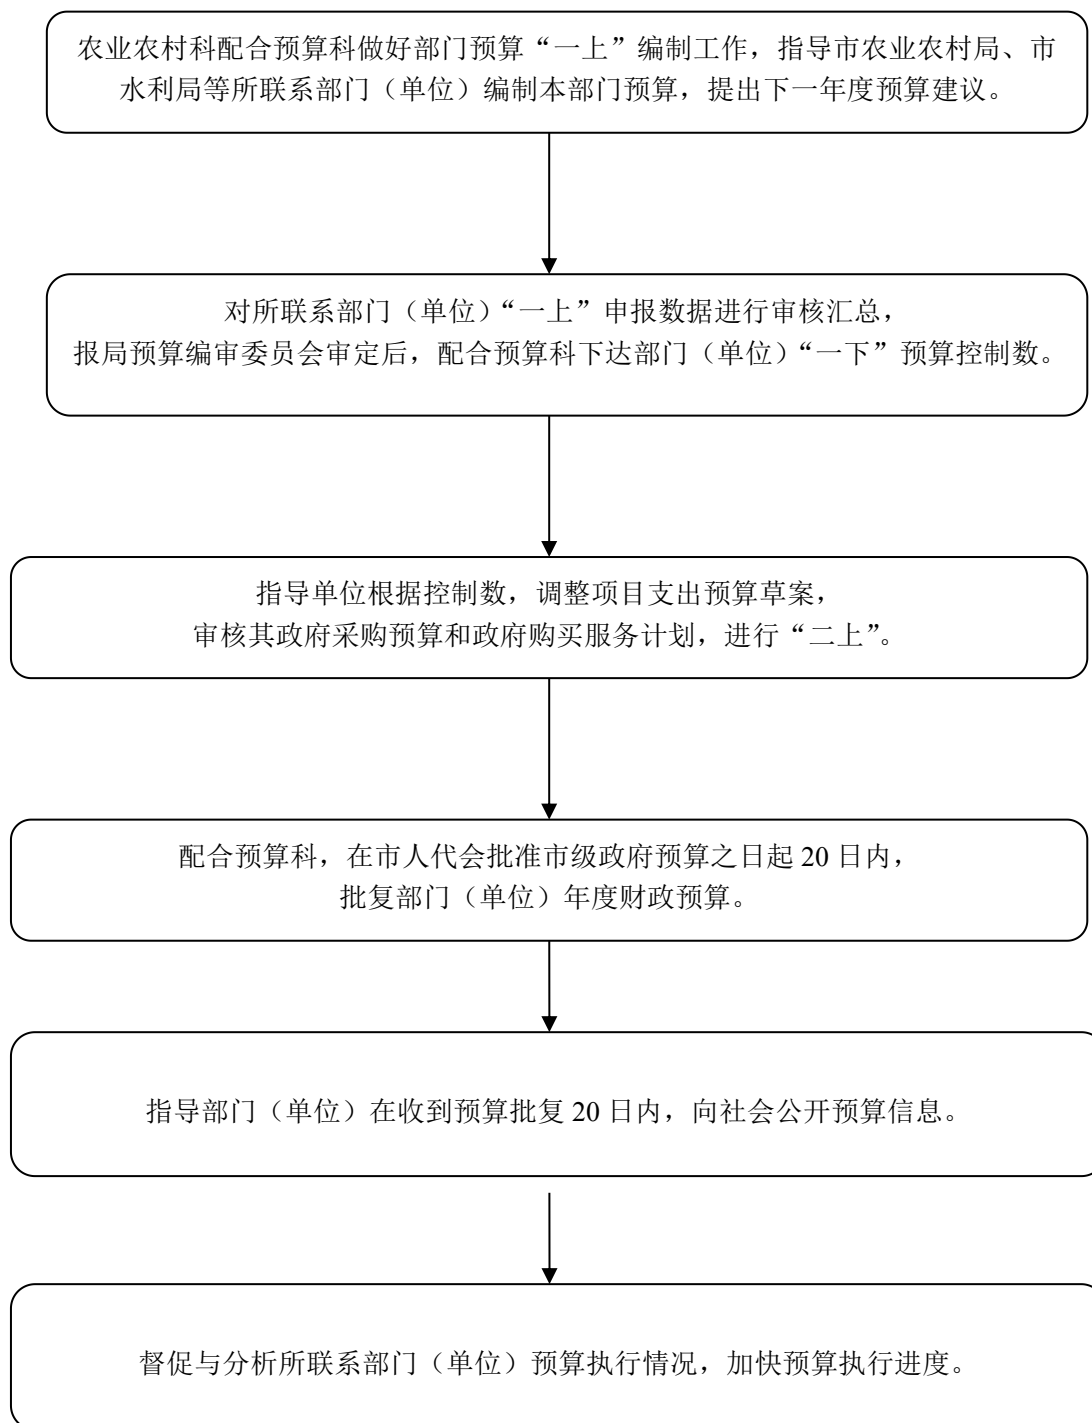 农业农村科配合预算科做好部门预算“一上”编制工作，指导市农业农村局、市
水利局等所联系部门（单位）编制本部门预算，提出下一年度预算建议。
对所联系部门（单位）“一上”申报数据进行审核汇总，
报局预算编审委员会审定后，配合预算科下达部门（单位）“一下”预算控制数。
指导单位根据控制数，调整项目支出预算草案，
审核其政府采购预算和政府购买服务计划，进行“二上”。
配合预算科，在市人代会批准市级政府预算之日起 20 日内，
批复部门（单位）年度财政预算。
指导部门（单位）在收到预算批复 20 日内，向社会公开预算信息。
督促与分析所联系部门（单位）预算执行情况，加快预算执行进度。